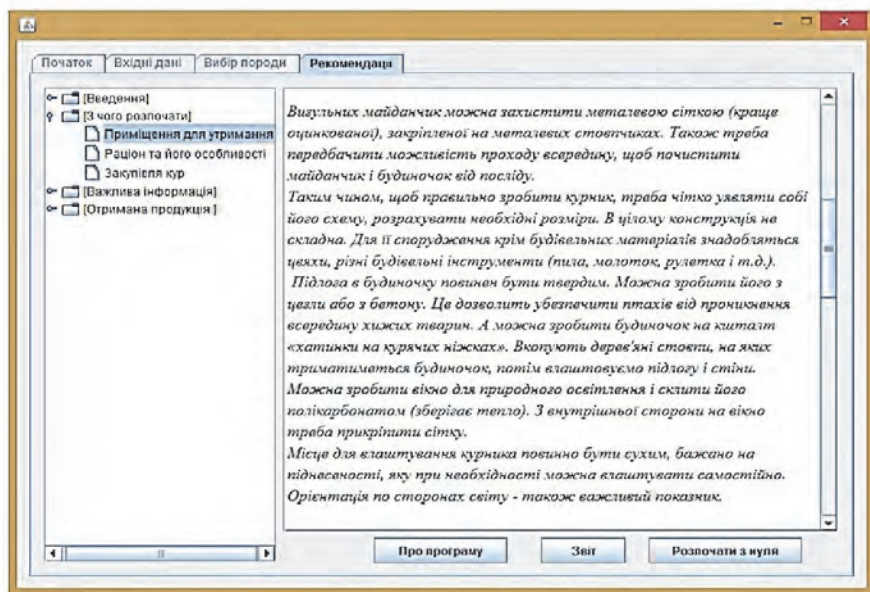 Початок Вхідні дані Вибір породи Рекомендації
[Введення]
[З чого розпочати]
Приміщення для утримання
Раціон та його особливості
Закупівля кур
[Важлива інформація]
[Отримана продукція ]
Вигульних майданчик можна захистити металевою сіткою (краще
оцинкованої), закріпленої на металевих стовпчиках. Також треба
передбачити можливість проходу всередину, щоб почистити
майданчик і будиночок від посліду.
Таким чином, щоб правильно зробити курник, треба чітко уявляти собі
його схему, розрахувати необхідні розміри. В цілому конструкція не
складна. Для її спорудження крім будівельних матеріалів знадобляться
цвяхи, різні будівельні інструменти (пила, молоток, рулетка і т.д.).
Підлога в будиночку повинен бути твердим. Можна зробити його з
цегли або з бетону. Це дозволить убезпечити птахів від проникнення
всередину хижих тварин. А можна зробити будиночок на кшталт
«хатинки на курячих ніжках». Вкопують дерев'яні стовпи, на яких
триматиметься будиночок, потім влаштовуємо підлогу і стіни.
Можна зробити вікно для природного освітлення і склити його
полікарбонатом (зберігає тепло). З внутрішньої сторони на вікно
треба прикріпити сітку.
Місце для влаштування курника повинно бути сухим, бажано на
піднесеності, яку при необхідності можна влаштувати самостійно.
Орієнтація по сторонах світу - також важливий показник.
Про програму Звіт Розпочати з нуля